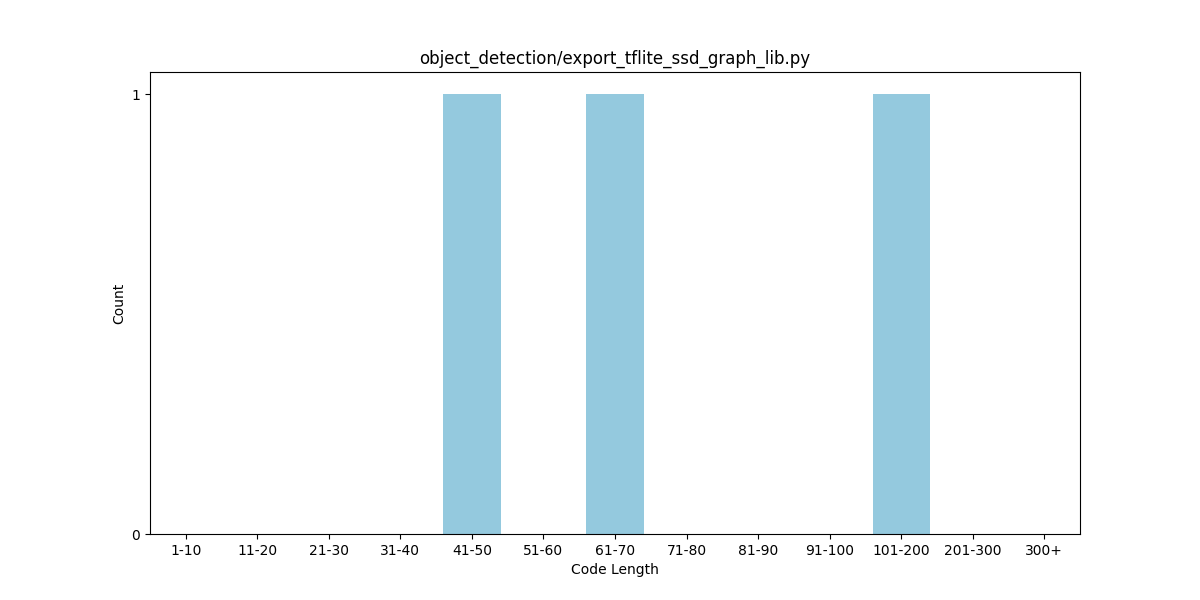 object_detection/export_tflite_ssd_graph_lib.py
1
Count
0
1-10 11-20 21-30 31-40 41-50 51-60 61-70 71-80 81-90 91-100 101-200 201-300 300+
Code Length